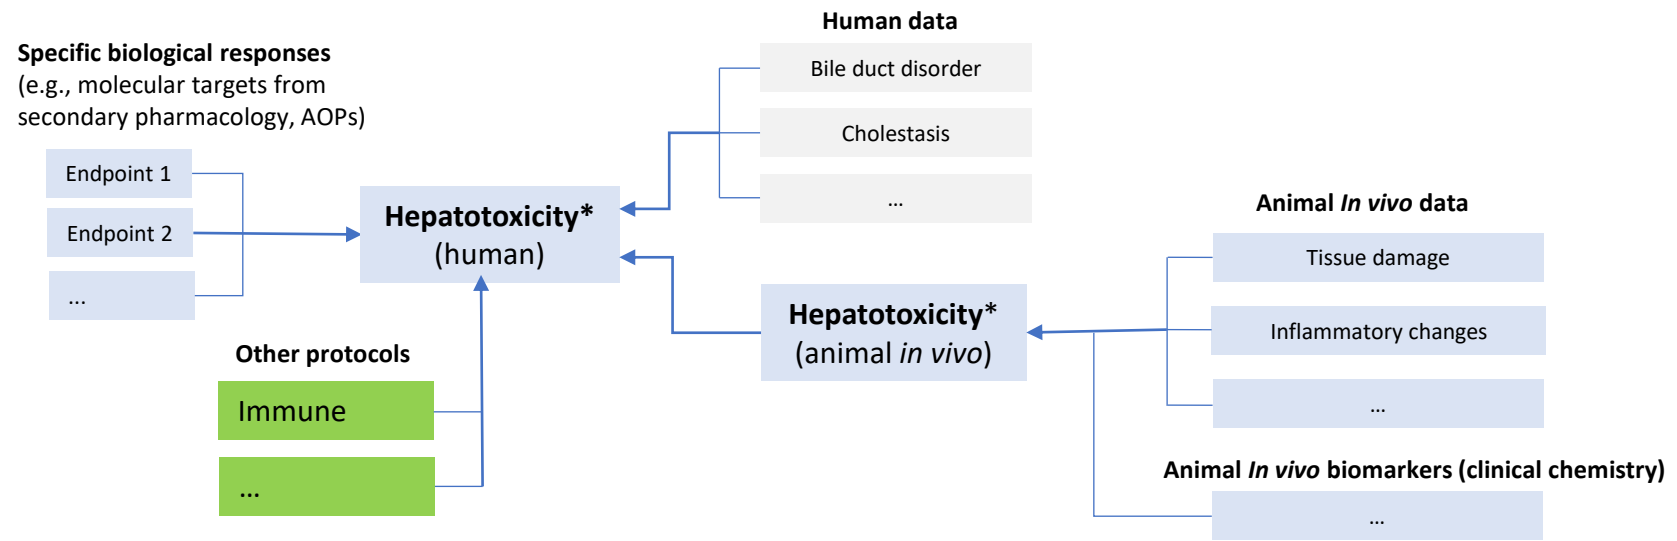 Specific biological responses
(e.g., molecular targets from
secondary pharmacology, AOPs)
Endpoint 1
Endpoint 2
...
Hepatotoxicity*
(human)
Other protocols
Immune
...
Human data
Bile duct disorder
Cholestasis
...
Hepatotoxicity*
(animal in vivo)
Animal In vivo data
Tissue damage
Inflammatory changes
...
Animal In vivo biomarkers (clinical chemistry)
...